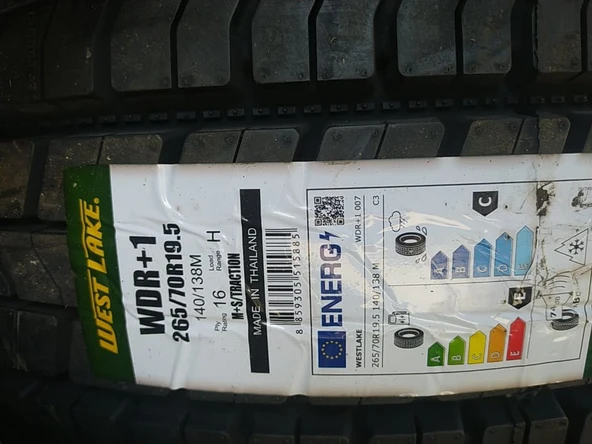 WEST LAKE
WDR+1
265/70R19.5
140/138M
Load Range H
Ply Rating 16
H+S/TRACTION
MADE IN THAILAND
8 859305 515885
ENERG
WESTLAKE
265/70R19.5 140/138 M
WDR+1 007
C3
A B C D E
C
A B C D E
E